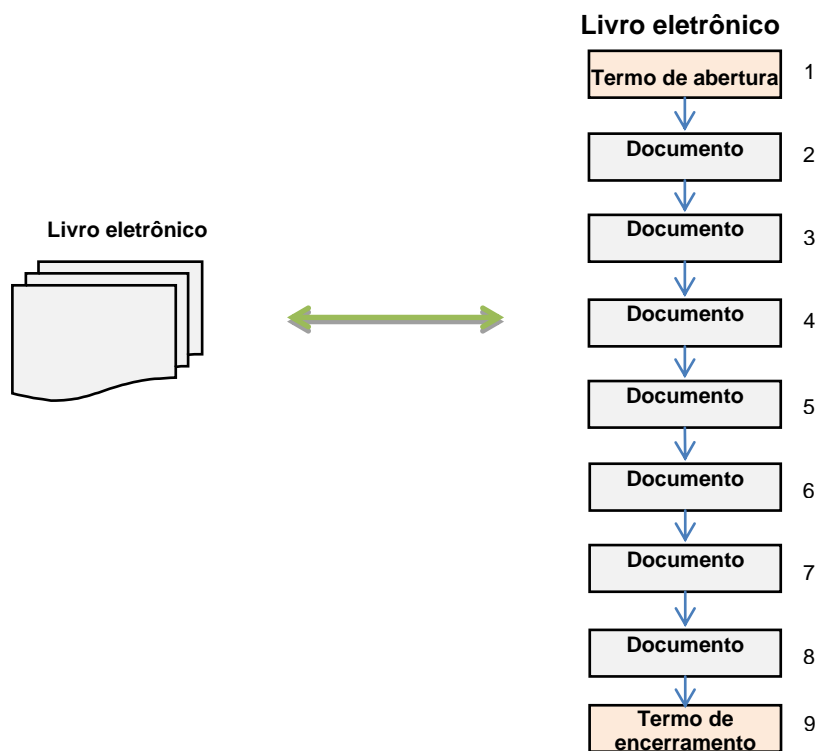 Livro eletrônico
Termo de abertura 1
Documento 2
Documento 3
Livro eletrônico
Documento 4
Documento 5
Documento 6
Documento 7
Documento 8
Termo de
encerramento 9